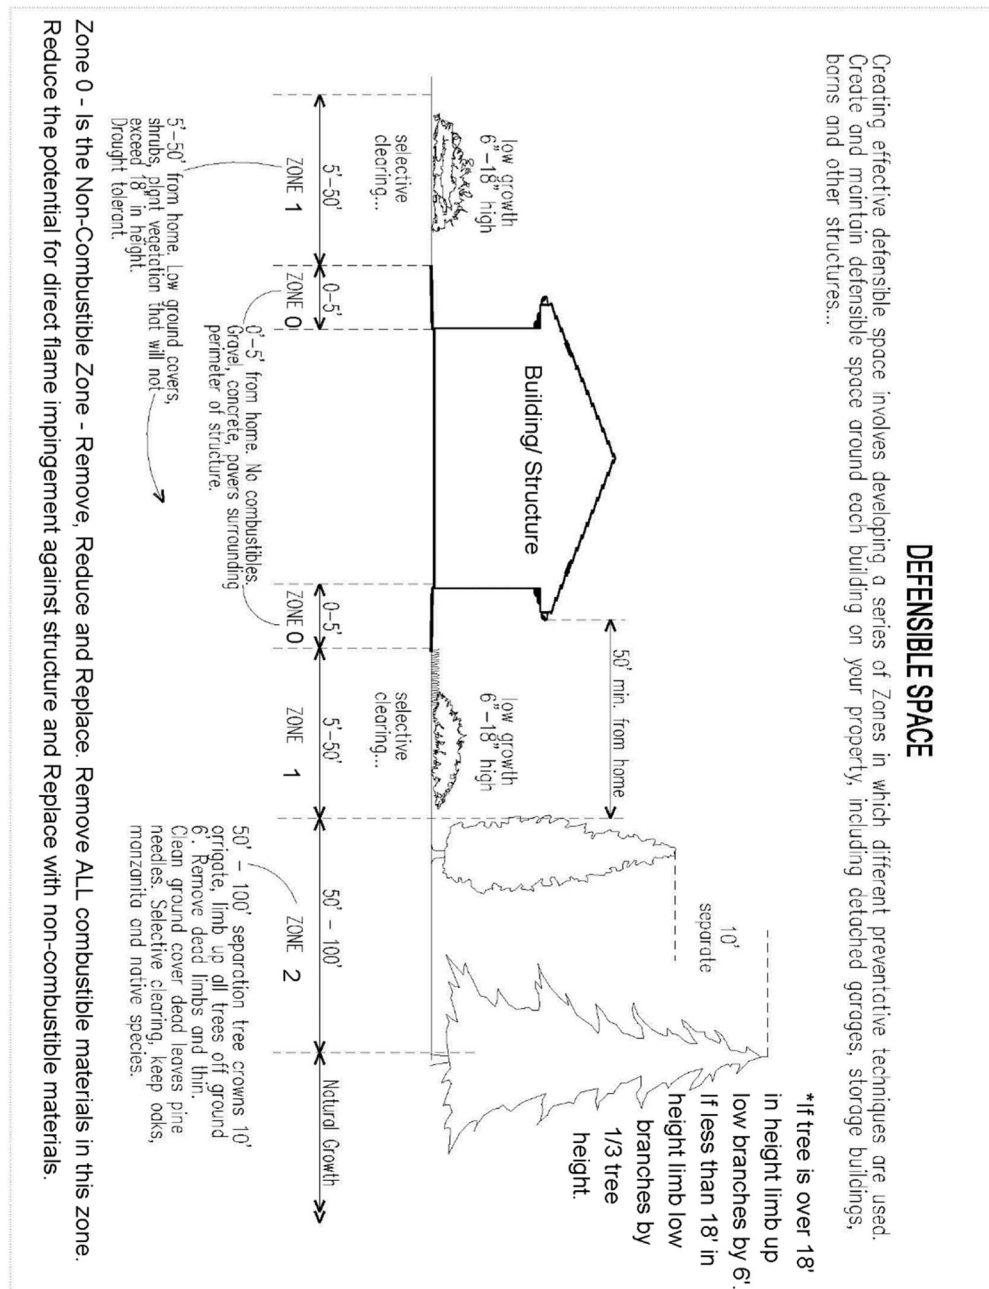 DEFENSIBLE SPACE
Creating effective defensible space involves developing a series of Zones in which different preventative techniques are used.
Create and maintain defensible space around each building on your property, including detached garages, storage buildings,
barns and other structures...
*If tree is over 18'
in height limb up
low branches by 6'.
If less than 18' in
height limb low
branches by
1/3 tree
height.
10'
separate
50' min. from home
Building/ Structure
low growth
6"-18" high
selective
clearing...
low growth
6"-18" high
selective
clearing...
5'-50'
ZONE 1
0-5'
ZONE 0
0-5'
ZONE 0
5'-50'
ZONE 1
50' - 100'
ZONE 2
Natural Growth
0'-5' from home. No combustibles.
Gravel, concrete, pavers surrounding
perimeter of structure.
5'-50' from home. Low ground covers,
shrubs, plant vegetation that will not
exceed 18" in height.
Drought tolerant.
50' - 100' separation tree crowns 10'
orrigate, limb up all trees off ground
6'. Remove dead limbs and thin.
Clean ground cover dead leaves pine
needles. Selective clearing, keep oaks,
manzanita and native species.
Zone 0 - Is the Non-Combustible Zone - Remove, Reduce and Replace. Remove ALL combustible materials in this zone.
Reduce the potential for direct flame impingement against structure and Replace with non-combustible materials.